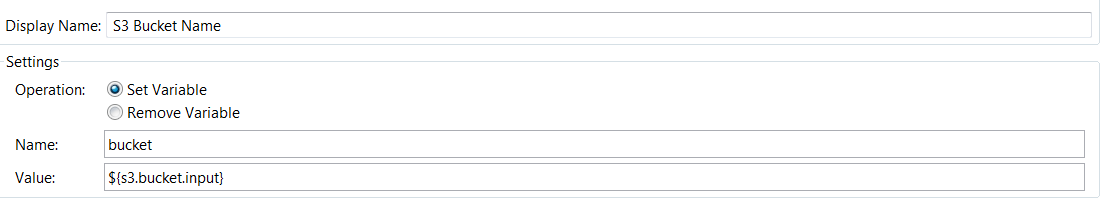 Display Name: S3 Bucket Name
Settings
Operation: Set Variable
Remove Variable
Name: bucket
Value: ${s3.bucket.input}